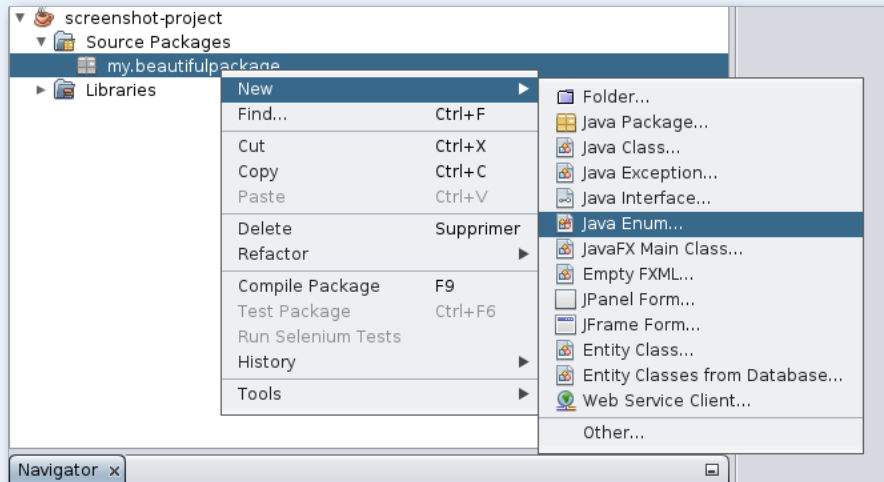 screenshot-project
Source Packages
my.beautifulpackage
Libraries
New
Find... Ctrl+F
Cut Ctrl+X
Copy Ctrl+C
Paste Ctrl+V
Delete Supprimer
Refactor
Compile Package F9
Test Package Ctrl+F6
Run Selenium Tests
History
Tools
Folder...
Java Package...
Java Class...
Java Exception...
Java Interface...
Java Enum...
JavaFX Main Class...
Empty FXML...
JPanel Form...
JFrame Form...
Entity Class...
Entity Classes from Database...
Web Service Client...
Other...
Navigator